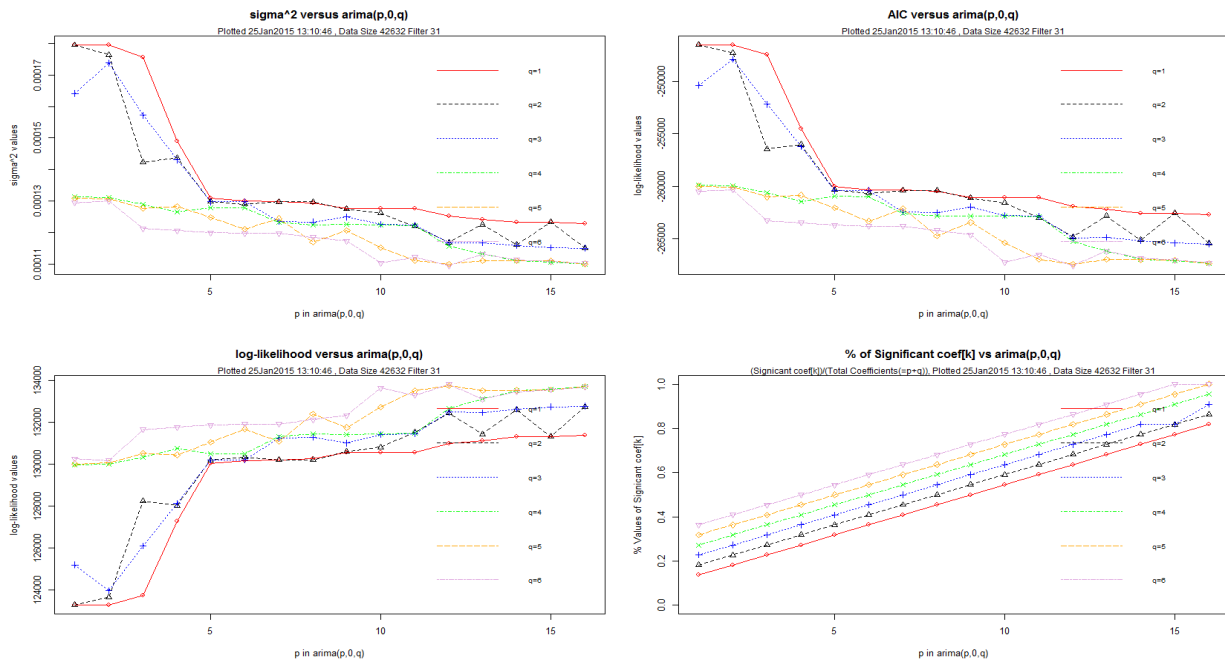 sigma^2 versus arima(p,0,q)
Plotted 25Jan2015 13:10:46 , Data Size 42632 Filter 31
sigma^2 values
0.00011
0.00013
0.00015
0.00017
5
10
15
p in arima(p,0,q)
q=1
q=2
q=3
q=4
q=5
q=6
AIC versus arima(p,0,q)
Plotted 25Jan2015 13:10:46 , Data Size 42632 Filter 31
log-likelihood values
-265000
-260000
-255000
-250000
5
10
15
p in arima(p,0,q)
q=1
q=2
q=3
q=4
q=5
q=6
log-likelihood versus arima(p,0,q)
Plotted 25Jan2015 13:10:46 , Data Size 42632 Filter 31
log-likelihood values
124000
126000
128000
130000
132000
134000
5
10
15
p in arima(p,0,q)
q=1
q=2
q=3
q=4
q=5
q=6
% of Significant coef[k] vs arima(p,0,q)
(Signicant coef[k])/(Total Coefficients(=p+q)), Plotted 25Jan2015 13:10:46 , Data Size 42632 Filter 31
% Values of Signicant coef[k]
0.0
0.2
0.4
0.6
0.8
1.0
5
10
15
p in arima(p,0,q)
q=1
q=2
q=3
q=4
q=5
q=6